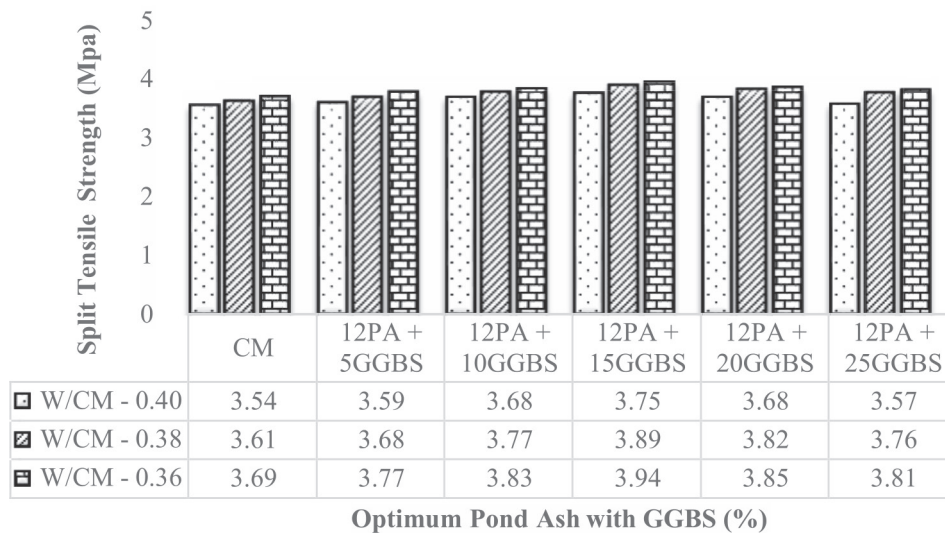 Split Tensile Strength (Mpa)
5
4
3
2
1
0
CM
12PA +
5GGBS
12PA +
10GGBS
12PA +
15GGBS
12PA +
20GGBS
12PA +
25GGBS
W/CM - 0.40 3.54 3.59 3.68 3.75 3.68 3.57
W/CM - 0.38 3.61 3.68 3.77 3.89 3.82 3.76
W/CM - 0.36 3.69 3.77 3.83 3.94 3.85 3.81
Optimum Pond Ash with GGBS (%)